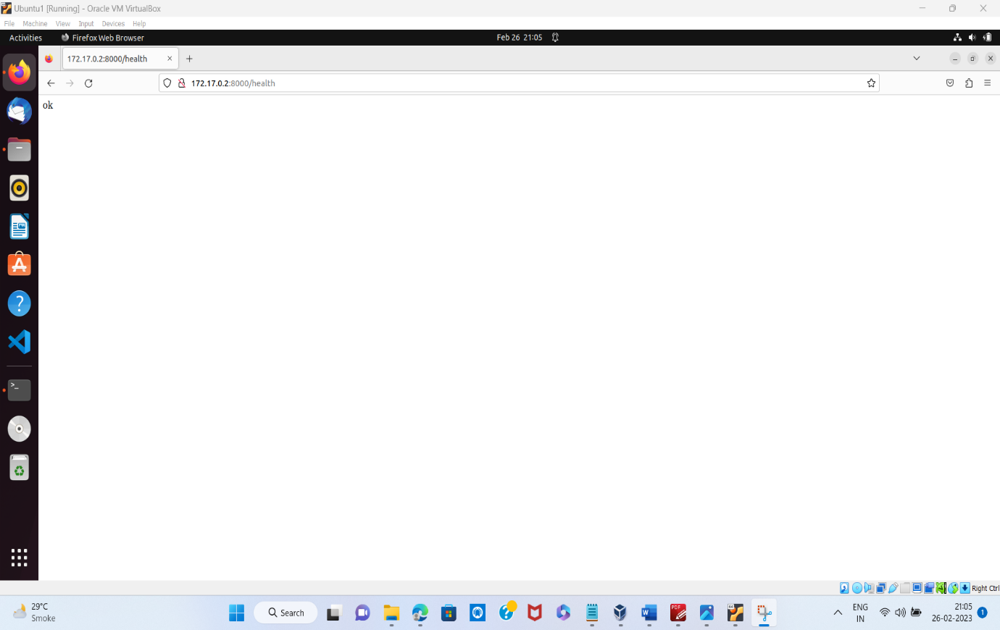 Ubuntu1 [Running] - Oracle VM VirtualBox
File Machine View Input Devices Help
Activities Firefox Web Browser Feb 26 21:05
172.17.0.2:8000/health
172.17.0.2:8000/health
ok
Right Ctrl
29°C
Smoke
Search
ENG
IN
21:05
26-02-2023
1